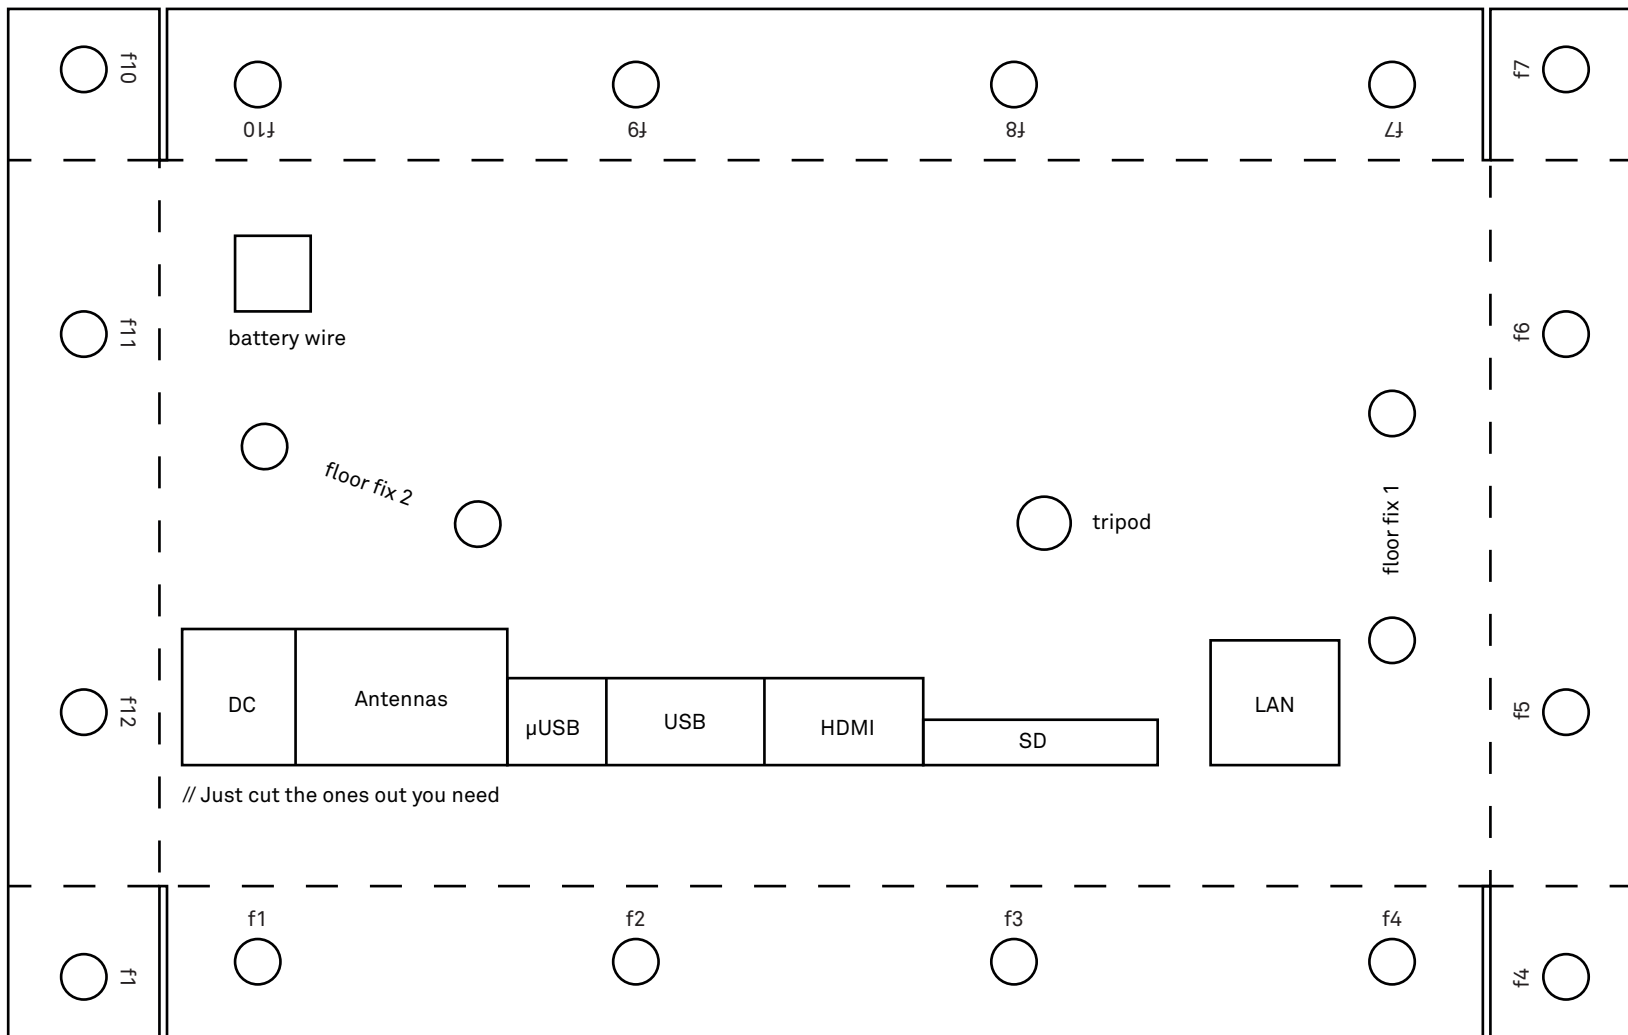 f10
f7
f10
f9
f8
f7
battery wire
f11
f6
floor fix 2
tripod
floor fix 1
DC
Antennas
µUSB
USB
HDMI
SD
LAN
f12
f5
// Just cut the ones out you need
f1
f2
f3
f4
f1
f4